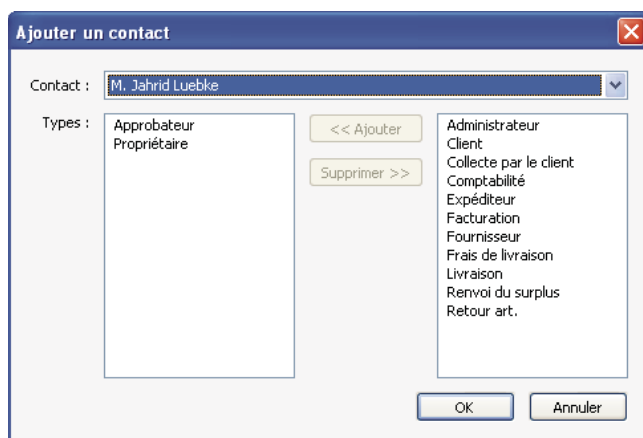 Ajouter un contact
Contact :
M. Jahrid Luebke
Types :
Approbateur
Propriétaire
<< Ajouter
Supprimer >>
Administrateur
Client
Collecte par le client
Comptabilité
Expéditeur
Facturation
Fournisseur
Frais de livraison
Livraison
Renvoi du surplus
Retour art.
OK
Annuler